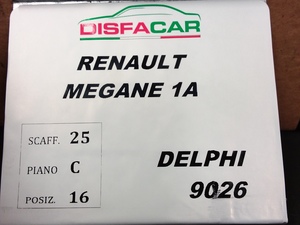 DISFACAR
RENAULT
MEGANE 1A
SCAFF. 25
PIANO C
POSIZ. 16
DELPHI
9026